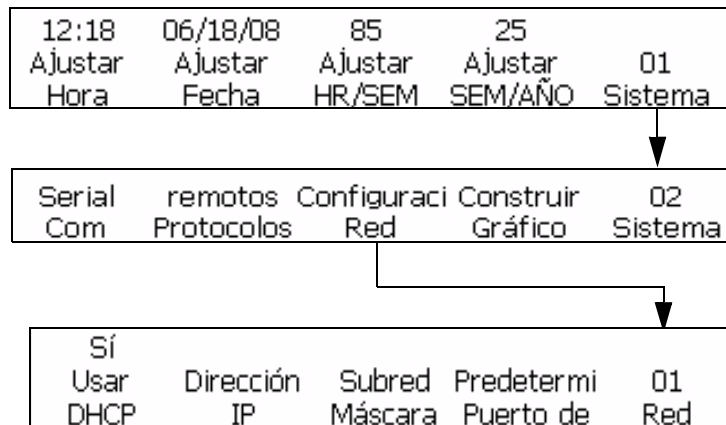 12:18 06/18/08 85 25
Ajustar Ajustar Ajustar Ajustar 01
Hora Fecha HR/SEM SEM/AÑO Sistema
Serial remotos Configuraci Construir 02
Com Protocolos Red Gráfico Sistema
Sí
Usar Dirección Subred Predetermi 01
DHCP IP Máscara Puerto de Red